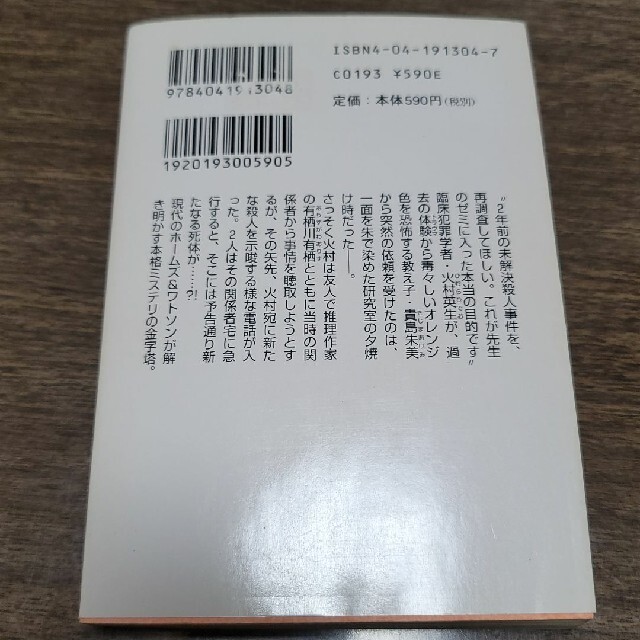 ISBN4-04-191304-7
C0193 ¥590E
定価：本体590円（税別）
9784041913048
1920193005905
〝2年前の未解決殺人事件を、
再調査してほしい。これが先生
のゼミに入った本当の目的です〟
臨床犯罪学者・火村英生が、過
去の体験から毒々しいオレンジ
色を恐怖する教え子・貴島朱美
から突然の依頼を受けたのは、
一面を朱で染めた研究室の夕焼
け時だった――。
さっそく火村は友人で推理作家
の有栖川有栖とともに当時の関
係者から事情を聴取しようとす
るが、その矢先、火村宛に新た
な殺人を示唆する様な電話が入
った。2人はその関係者宅に急
行すると、そこには予告通り新
たなる死体が……?!
現代のホームズ&ワトソンが解
き明かす本格ミステリの金字塔。